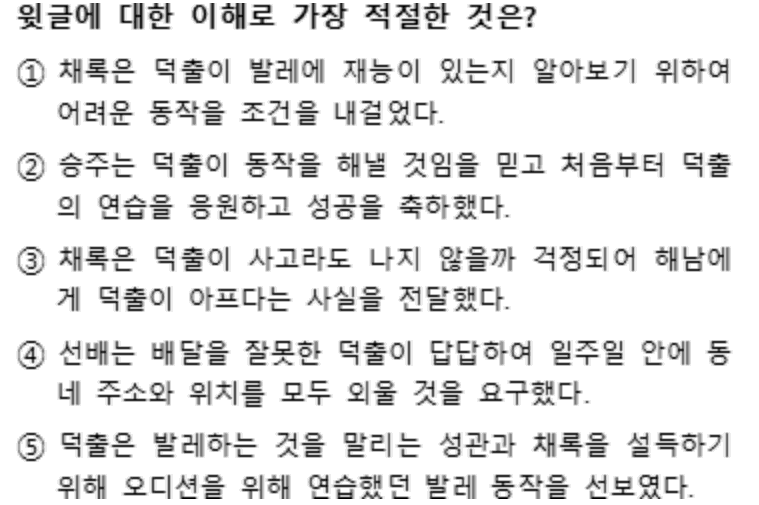 윗글에 대한 이해로 가장 적절한 것은?
① 채록은 덕출이 발레에 재능이 있는지 알아보기 위하여
어려운 동작을 조건을 내걸었다.
② 승주는 덕출이 동작을 해낼 것임을 믿고 처음부터 덕출
의 연습을 응원하고 성공을 축하했다.
③ 채록은 덕출이 사고라도 나지 않을까 걱정되어 해남에
게 덕출이 아프다는 사실을 전달했다.
④ 선배는 배달을 잘못한 덕출이 답답하여 일주일 안에 동
네 주소와 위치를 모두 외울 것을 요구했다.
⑤ 덕출은 발레하는 것을 말리는 성관과 채록을 설득하기
위해 오디션을 위해 연습했던 발레 동작을 선보였다.